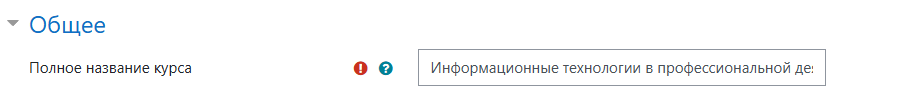 Общее
Полное название курса
Информационные технологии в профессиональной